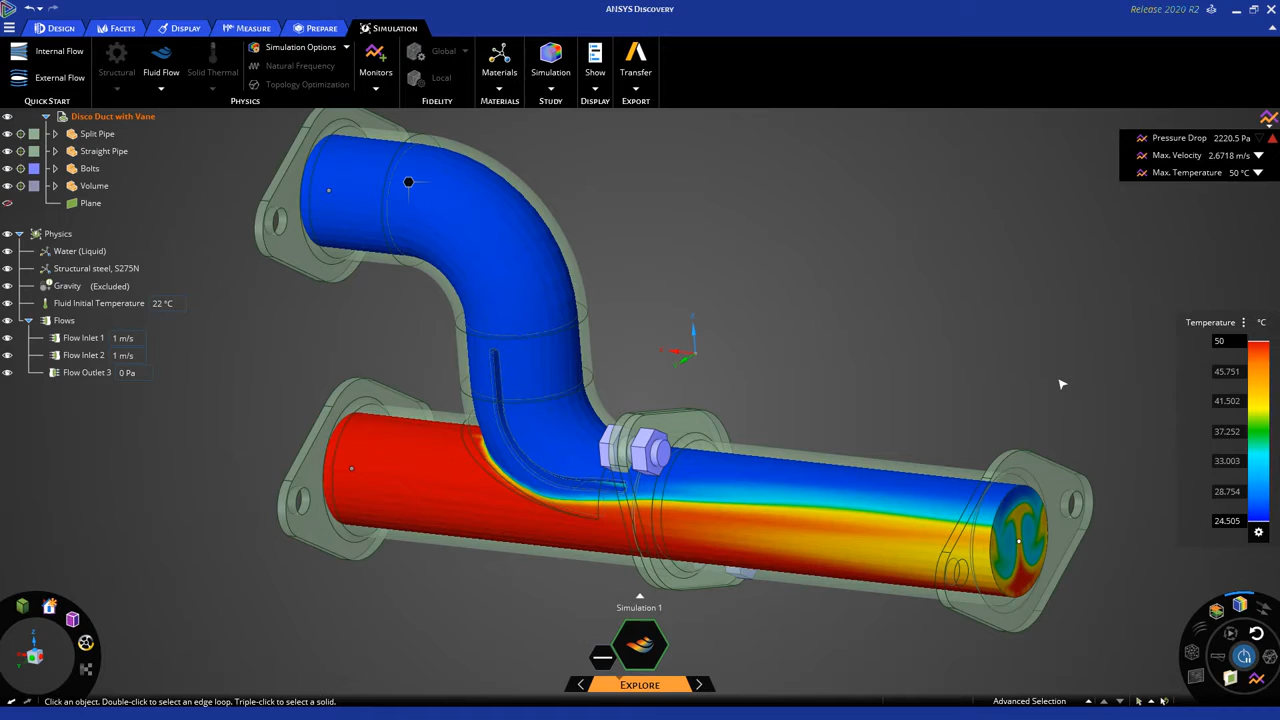 ANSYS Discovery
Release 2020 R2
Design
Facets
Display
Measure
Prepare
Simulation
Internal Flow
External Flow
Quick Start
Structural
Fluid Flow
Solid Thermal
Simulation Options
Natural Frequency
Topology Optimization
Physics
Monitors
Global
Local
Fidelity
Materials
Materials
Simulation
Study
Show
Display
Transfer
Export
Disco Duct with Vane
Split Pipe
Straight Pipe
Bolts
Volume
Plane
Physics
Water (Liquid)
Structural steel, S275N
Gravity (Excluded)
Fluid Initial Temperature 22 °C
Flows
Flow Inlet 1 1 m/s
Flow Inlet 2 1 m/s
Flow Outlet 3 0 Pa
Pressure Drop 2220.5 Pa
Max. Velocity 2.6718 m/s
Max. Temperature 50 °C
Z
Temperature °C
50
45.751
41.502
37.252
33.003
28.754
24.505
Simulation 1
Explore
Z
Y
Click an object. Double-click to select an edge loop. Triple-click to select a solid.
Advanced Selection